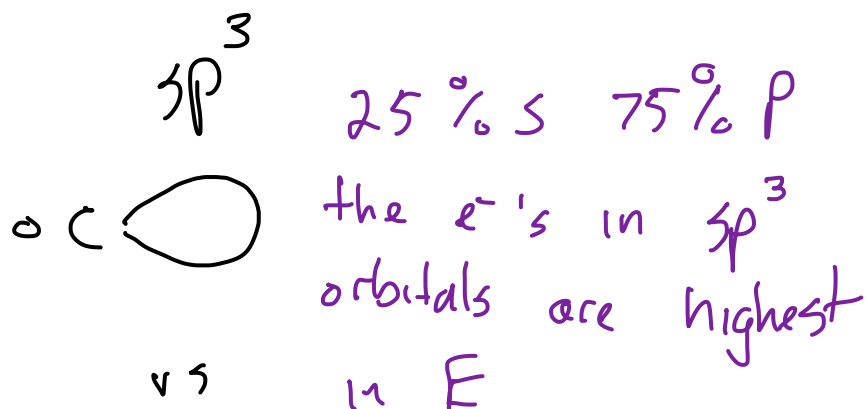 sp³
25% s 75% p
the e⁻'s in sp³
o C
orbitals are highest
vs
in E